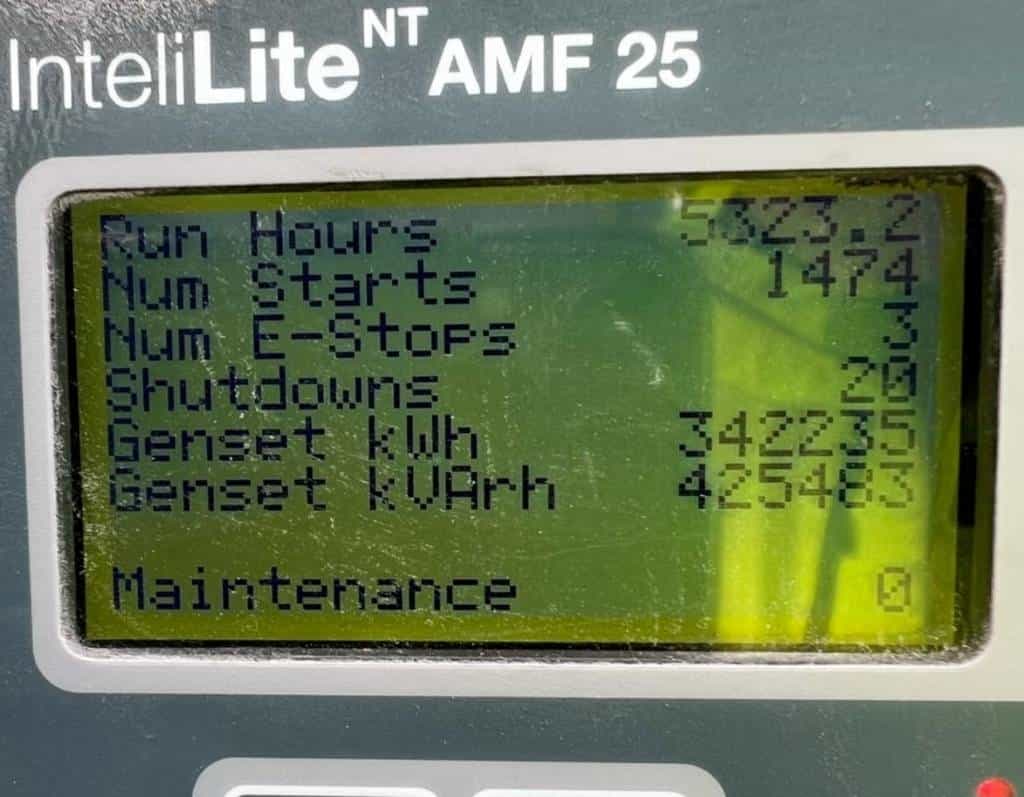 InteliLite NT AMF 25
Run Hours 5323.2
Num Starts 1474
Num E-Stops 3
Shutdowns 20
Genset kWh 342235
Genset kVArh 425483
Maintenance 0